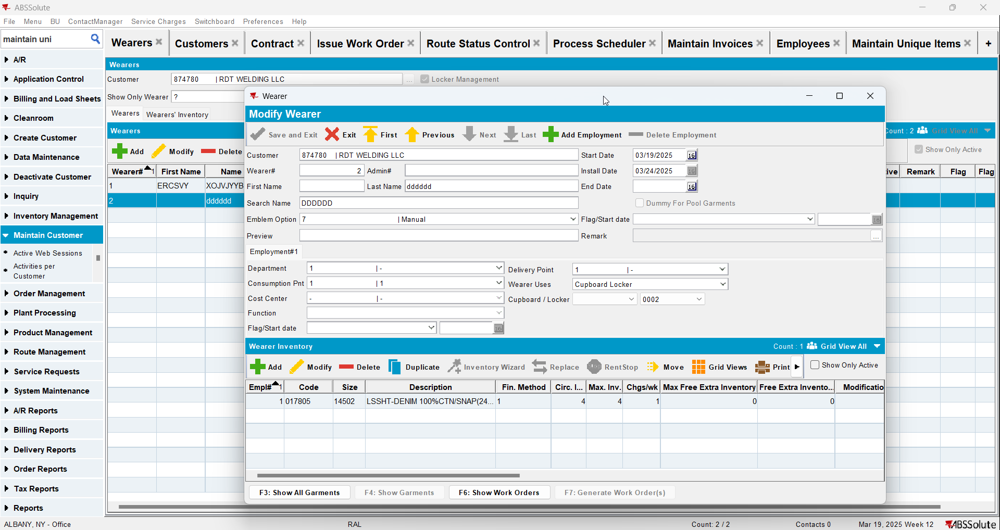 ABSSolute
File Menu BU ContactManager Service Charges Switchboard Preferences Help
maintain uni
Wearers Customers Contract Issue Work Order Route Status Control Process Scheduler Maintain Invoices Employees Maintain Unique Items +
A/R
Application Control
Billing and Load Sheets
Cleanroom
Create Customer
Data Maintenance
Deactivate Customer
Inquiry
Inventory Management
Maintain Customer
Active Web Sessions
Activities per
Customer
Order Management
Plant Processing
Product Management
Route Management
Service Requests
System Maintenance
A/R Reports
Billing Reports
Delivery Reports
Order Reports
Tax Reports
Reports
Wearers
Customer 874780 | RDT WELDING LLC ... Locker Management
Show Only Wearer ?
Wearers Wearers' Inventory
Wearers
Count : 2 Grid View All
Add Modify Delete
Show Only Active
Wearer# 1 First Name Name
ive Remark Flag Flag
1 ERCSVY XOJVJYYB
2 dddddd
Wearer
Modify Wearer
Save and Exit Exit First Previous Next Last Add Employment Delete Employment
Customer 874780 | RDT WELDING LLC Start Date 03/19/2025 16
Wearer# 2 Admin# Install Date 03/24/2025 16
First Name Last Name dddddd End Date 16
Search Name DDDDDD Dummy For Pool Garments
Emblem Option 7 | Manual Flag/Start date 16
Preview Remark ...
Employment#1
Department 1 | - Delivery Point 1 | -
Consumption Pnt 1 | 1 Wearer Uses Cupboard Locker
Cost Center - | - Cupboard / Locker 0002
Function
Flag/Start date 16
Wearer Inventory Count : 1 Grid View All
Add Modify Delete Duplicate Inventory Wizard Replace RentStop Move Grid Views Print Show Only Active
Empl# 1 Code Size Description Fin. Method Circ. I... Max. Inv. Chgs/wk Max Free Extra Inventory Free Extra Invento... Modificatio
1 017805 14502 LSSHT-DENIM 100%CTN/SNAP(24... 1 4 4 1 0 0
F3: Show All Garments F4: Show Garments F6: Show Work Orders F7: Generate Work Order(s)
ALBANY, NY - Office RAL Count: 2 / 2 Contacts 0 Mar 19, 2025 Week 12 ABSSolute